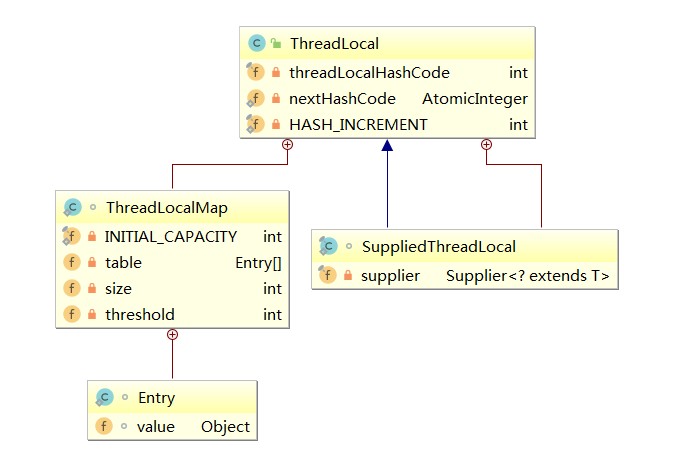 ThreadLocal
threadLocalHashCode int
nextHashCode AtomicInteger
HASH_INCREMENT int
ThreadLocalMap
INITIAL_CAPACITY int
table Entry[]
size int
threshold int
SuppliedThreadLocal
supplier Supplier<? extends T>
Entry
value Object